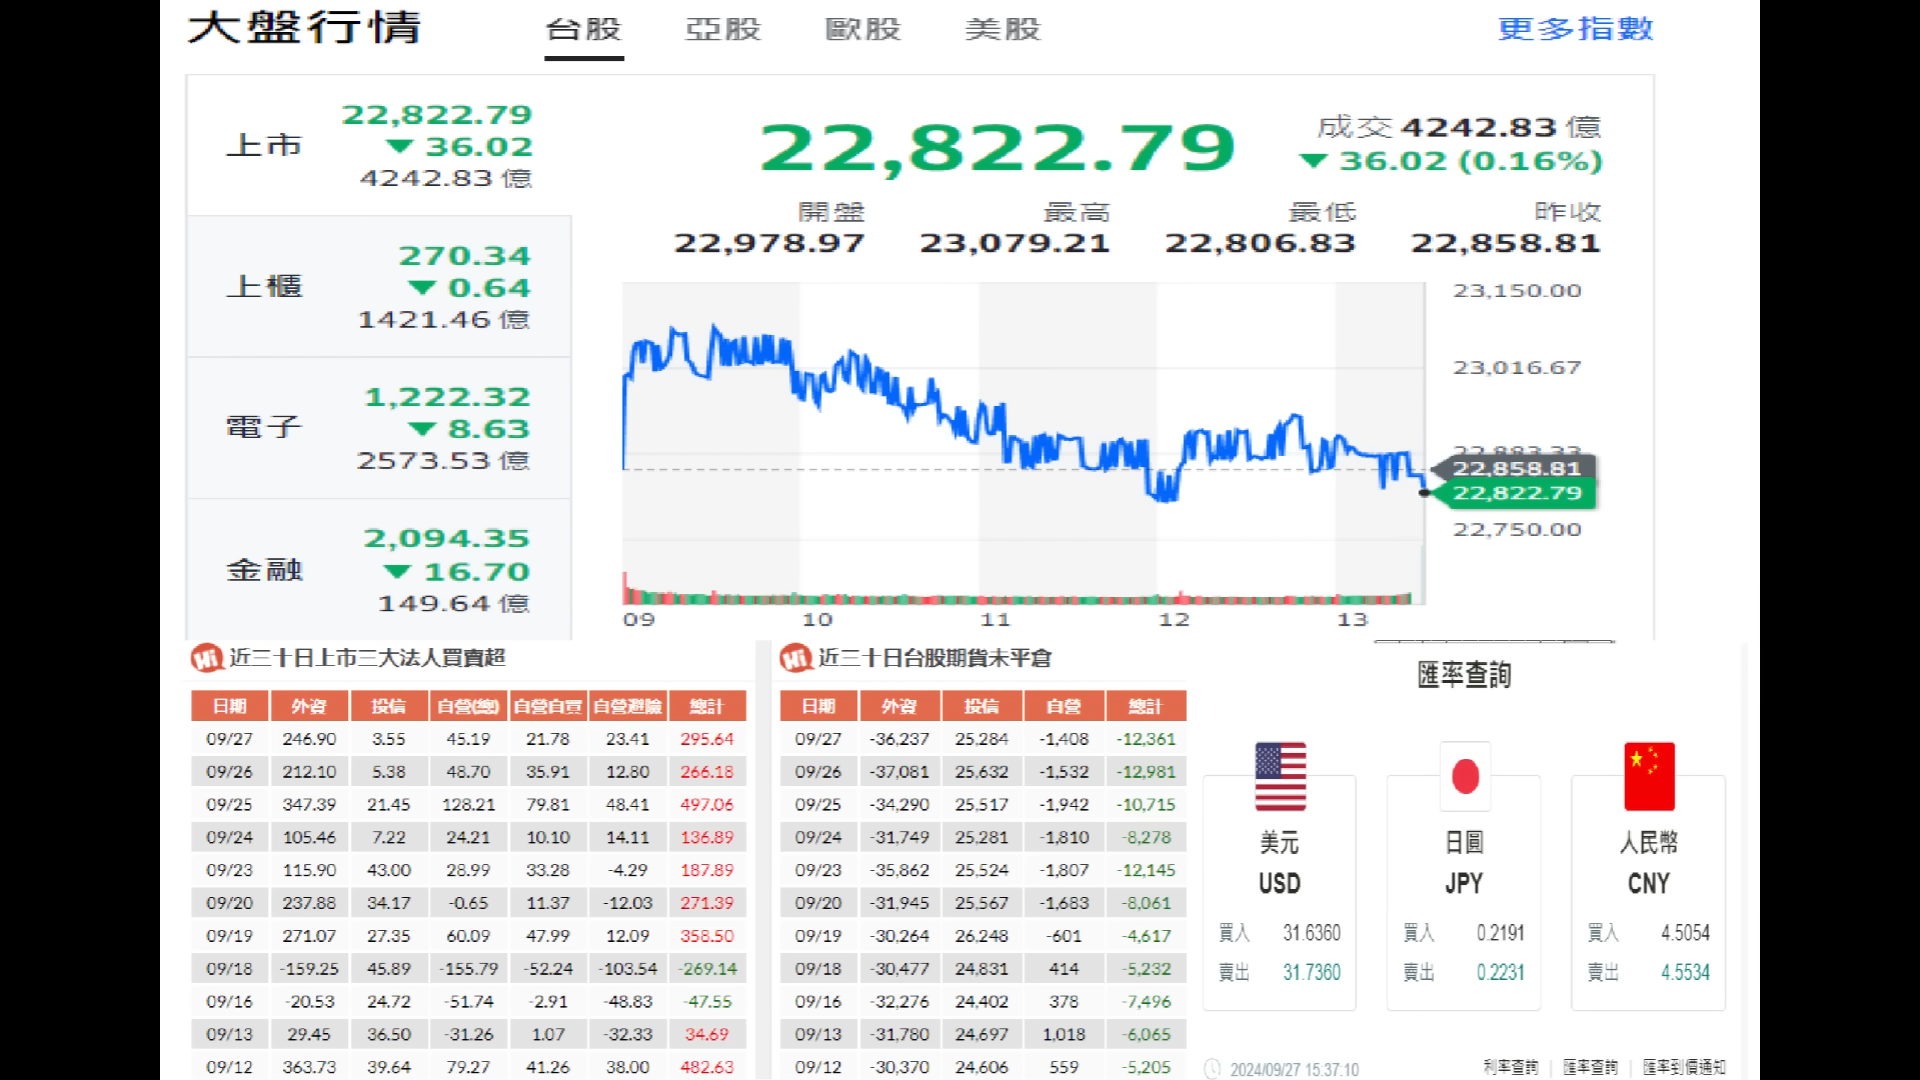 大盤行情 台股 亞股 歐股 美股 更多指數
上市 22,822.79
▼ 36.02
4242.83 億
上櫃 270.34
▼ 0.64
1421.46 億
電子 1,222.32
▼ 8.63
2573.53 億
金融 2,094.35
▼ 16.70
149.64 億
22,822.79
成交 4242.83 億
▼ 36.02 (0.16%)
開盤 最高 最低 昨收
22,978.97 23,079.21 22,806.83 22,858.81
23,150.00
23,016.67
22,883.33
22,858.81
22,822.79
22,750.00
09 10 11 12 13
Hi 近三十日上市三大法人買賣超
日期 外資 投信 自營(總) 自營自買 自營避險 總計
09/27 246.90 3.55 45.19 21.78 23.41 295.64
09/26 212.10 5.38 48.70 35.91 12.80 266.18
09/25 347.39 21.45 128.21 79.81 48.41 497.06
09/24 105.46 7.22 24.21 10.10 14.11 136.89
09/23 115.90 43.00 28.99 33.28 -4.29 187.89
09/20 237.88 34.17 -0.65 11.37 -12.03 271.39
09/19 271.07 27.35 60.09 47.99 12.09 358.50
09/18 -159.25 45.89 -155.79 -52.24 -103.54 -269.14
09/16 -20.53 24.72 -51.74 -2.91 -48.83 -47.55
09/13 29.45 36.50 -31.26 1.07 -32.33 34.69
09/12 363.73 39.64 79.27 41.26 38.00 482.63
Hi 近三十日台股期貨未平倉
日期 外資 投信 自營 總計
09/27 -36,237 25,284 -1,408 -12,361
09/26 -37,081 25,632 -1,532 -12,981
09/25 -34,290 25,517 -1,942 -10,715
09/24 -31,749 25,281 -1,810 -8,278
09/23 -35,862 25,524 -1,807 -12,145
09/20 -31,945 25,567 -1,683 -8,061
09/19 -30,264 26,248 -601 -4,617
09/18 -30,477 24,831 414 -5,232
09/16 -32,276 24,402 378 -7,496
09/13 -31,780 24,697 1,018 -6,065
09/12 -30,370 24,606 559 -5,205
匯率查詢
美元
USD
買入 31.6360
賣出 31.7360
日圓
JPY
買入 0.2191
賣出 0.2231
人民幣
CNY
買入 4.5054
賣出 4.5534
2024/09/27 15:37:10 利率查詢 | 匯率查詢 | 匯率到價通知